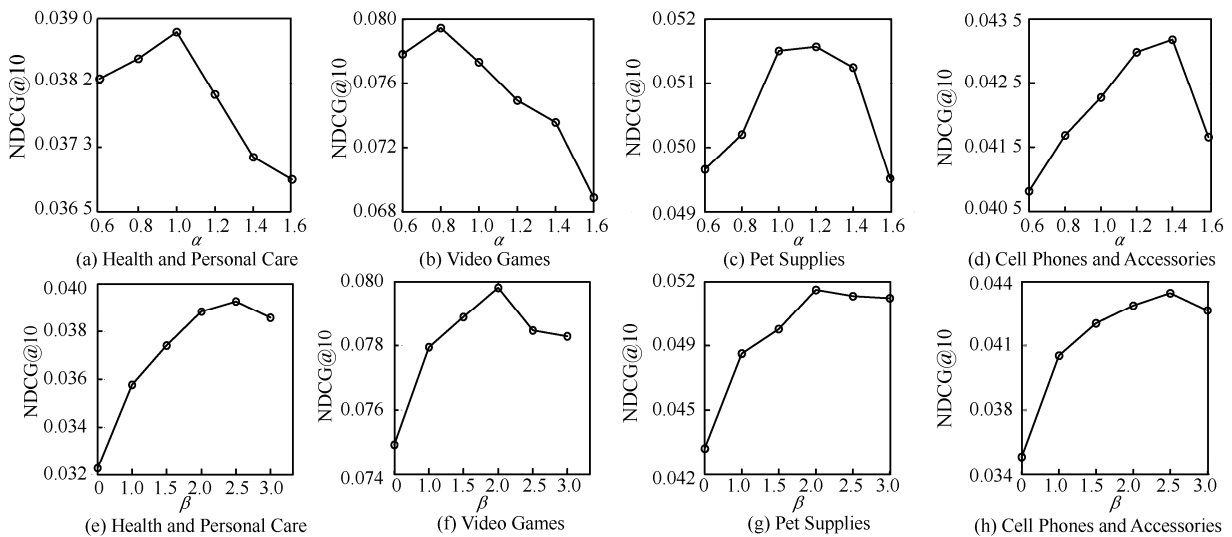 NDCG@10
0.039 0
0.038 2
0.037 3
0.036 5
0.6 0.8 1.0 1.2 1.4 1.6
α
(a) Health and Personal Care
NDCG@10
0.080
0.076
0.072
0.068
0.6 0.8 1.0 1.2 1.4 1.6
α
(b) Video Games
NDCG@10
0.052
0.051
0.050
0.049
0.6 0.8 1.0 1.2 1.4 1.6
α
(c) Pet Supplies
NDCG@10
0.043 5
0.042 5
0.041 5
0.040 5
0.6 0.8 1.0 1.2 1.4 1.6
α
(d) Cell Phones and Accessories
NDCG@10
0.040
0.038
0.036
0.034
0.032
0 1.0 1.5 2.0 2.5 3.0
β
(e) Health and Personal Care
NDCG@10
0.080
0.078
0.076
0.074
0 1.0 1.5 2.0 2.5 3.0
β
(f) Video Games
NDCG@10
0.052
0.049
0.045
0.042
0 1.0 1.5 2.0 2.5 3.0
β
(g) Pet Supplies
NDCG@10
0.044
0.041
0.038
0.034
0 1.0 1.5 2.0 2.5 3.0
β
(h) Cell Phones and Accessories